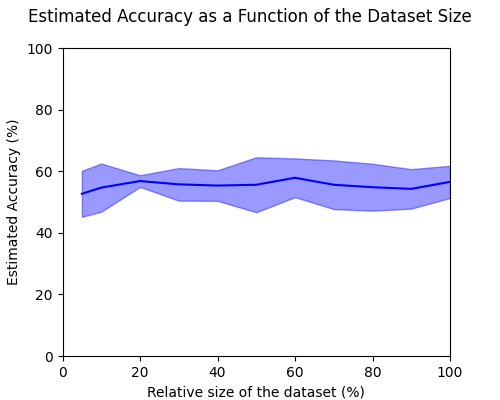 Estimated Accuracy as a Function of the Dataset Size
100
80
60
40
20
0
Estimated Accuracy (%)
0 20 40 60 80 100
Relative size of the dataset (%)